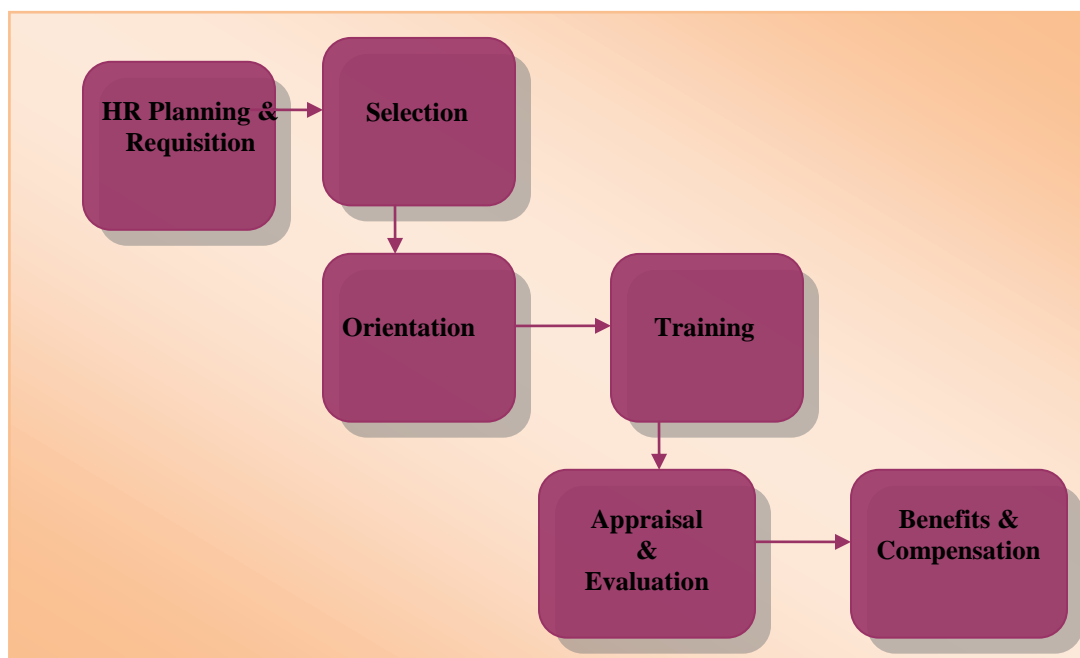 HR Planning &
Requisition
Selection
Orientation
Training
Appraisal
&
Evaluation
Benefits &
Compensation